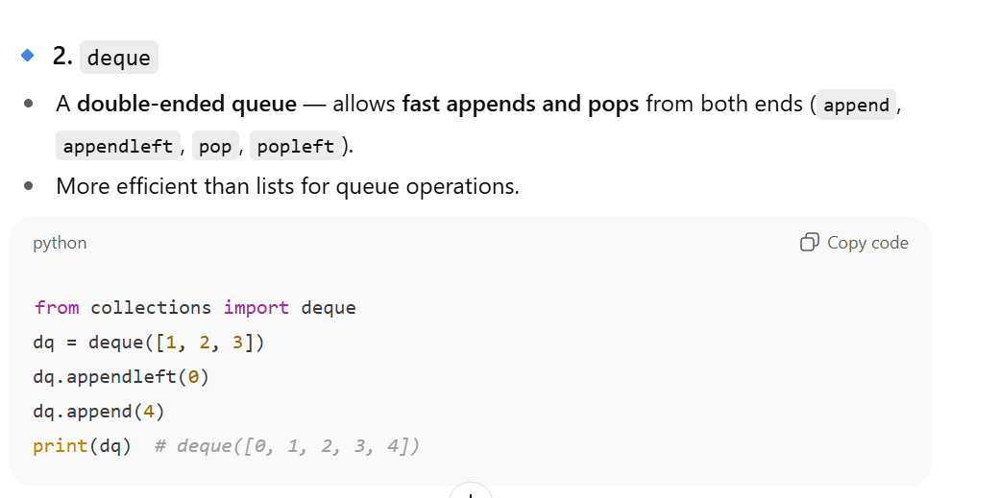 2. deque
A double-ended queue — allows fast appends and pops from both ends (append,
appendleft, pop, popleft).
More efficient than lists for queue operations.
python Copy code
from collections import deque
dq = deque([1, 2, 3])
dq.appendleft(0)
dq.append(4)
print(dq)  # deque([0, 1, 2, 3, 4])